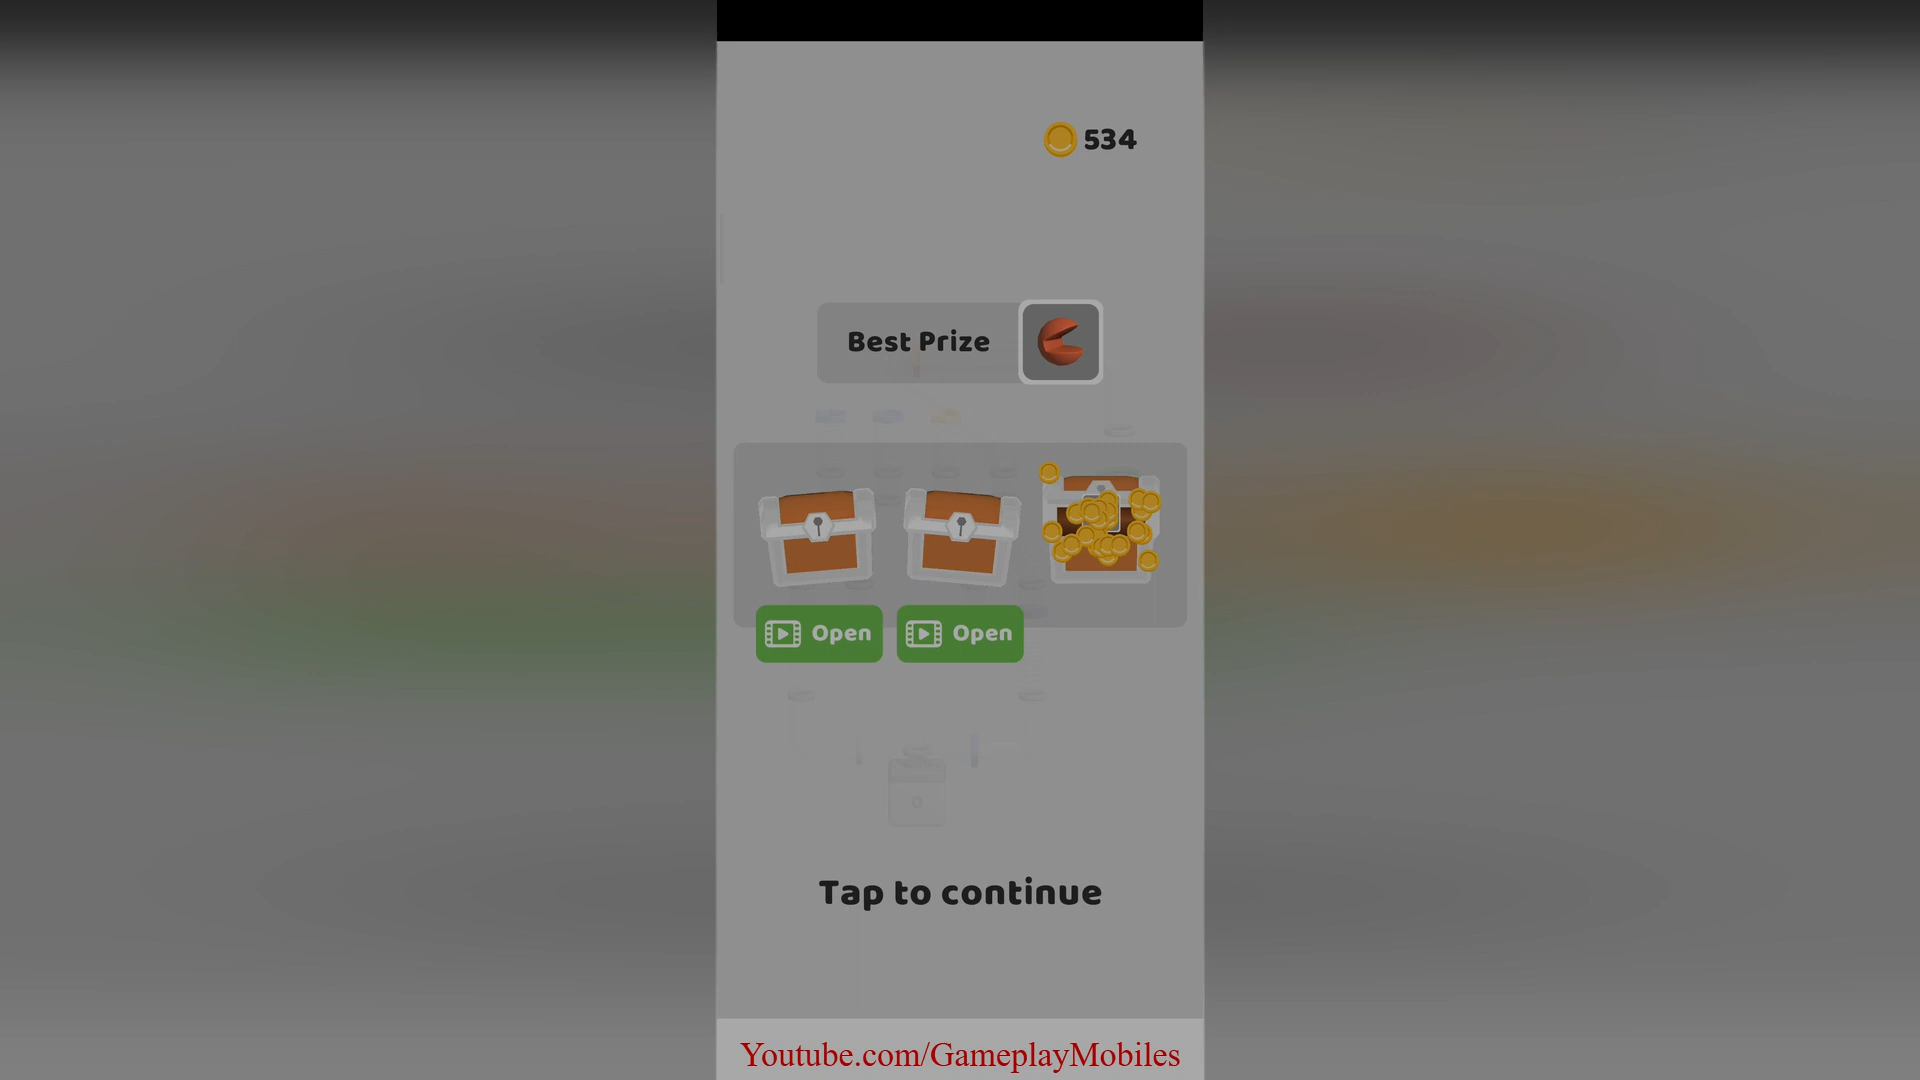 534
Best Prize
Open
Open
Tap to continue
Youtube.com/GameplayMobiles